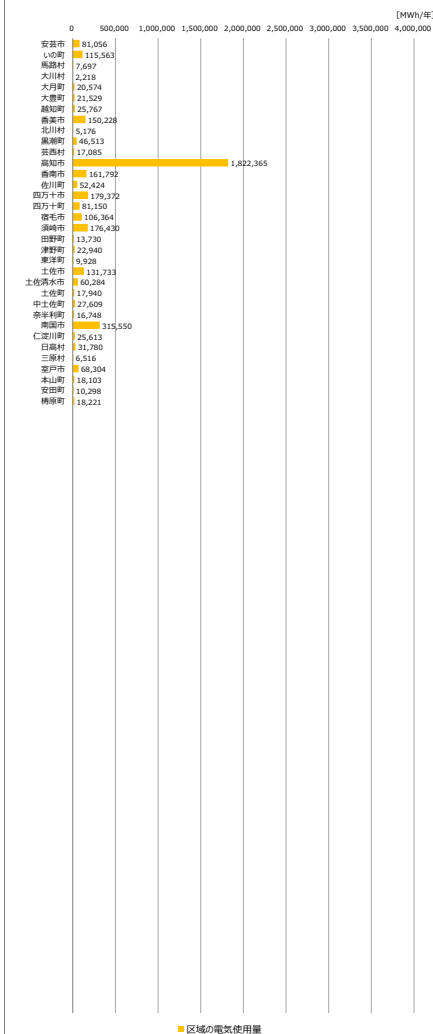 [MWh/年]
0 500,000 1,000,000 1,500,000 2,000,000 2,500,000 3,000,000 3,500,000 4,000,000
安芸市 81,056
いの町 115,563
馬路村 7,697
大川村 2,218
大月町 20,574
大豊町 21,529
越知町 25,767
香美市 150,228
北川村 5,176
黒潮町 46,513
芸西村 17,085
高知市 1,822,365
香南市 161,792
佐川町 52,424
四万十市 179,372
四万十町 81,150
宿毛市 106,364
須崎市 176,430
田野町 13,730
津野町 22,940
東洋町 9,928
土佐市 131,733
土佐清水市 60,284
土佐町 17,940
中土佐町 27,609
奈半利町 16,748
南国市 315,550
仁淀川町 25,613
日高村 31,780
三原村 6,516
室戸市 68,304
本山町 18,103
安田町 10,298
梼原町 18,221
区域の電気使用量